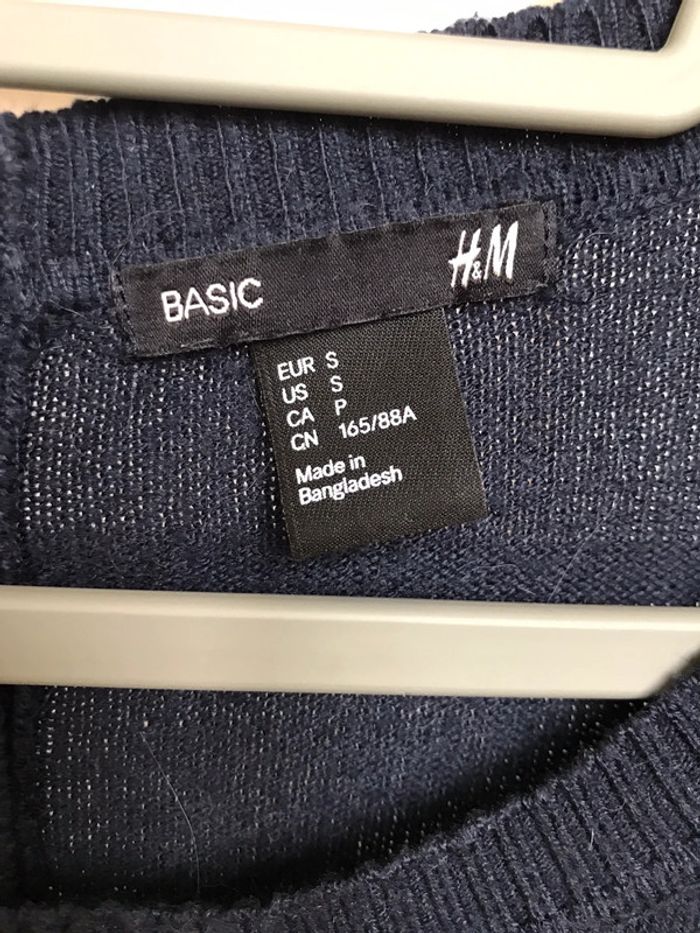 BASIC H&M
EUR S
US S
CA P
CN 165/88A
Made in
Bangladesh